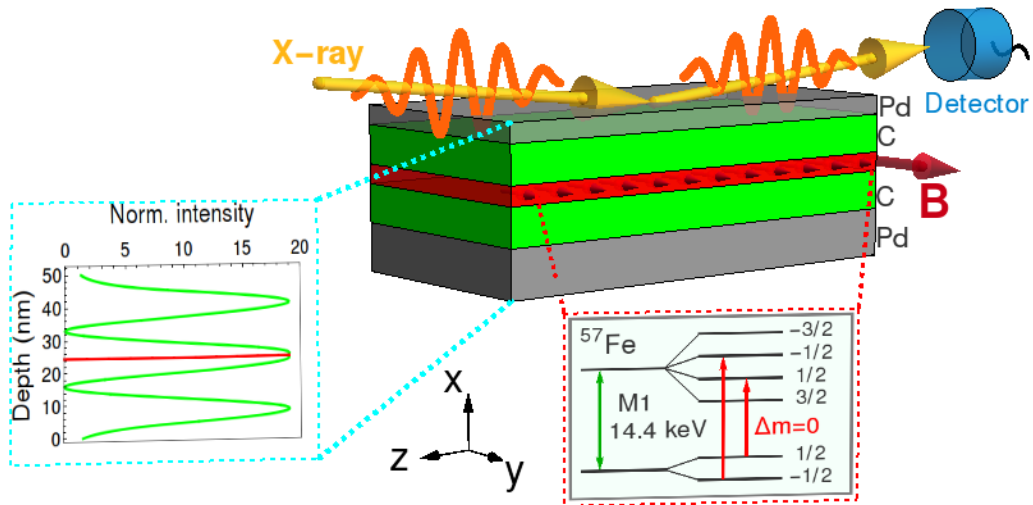 X-ray
Detector
Pd
C
B
C
Pd
Norm. intensity
0 5 10 15 20
Depth (nm)
50
40
30
20
10
0
x
z
y
⁵⁷Fe
M1
14.4 keV
Δm=0
-3/2
-1/2
1/2
3/2
1/2
-1/2